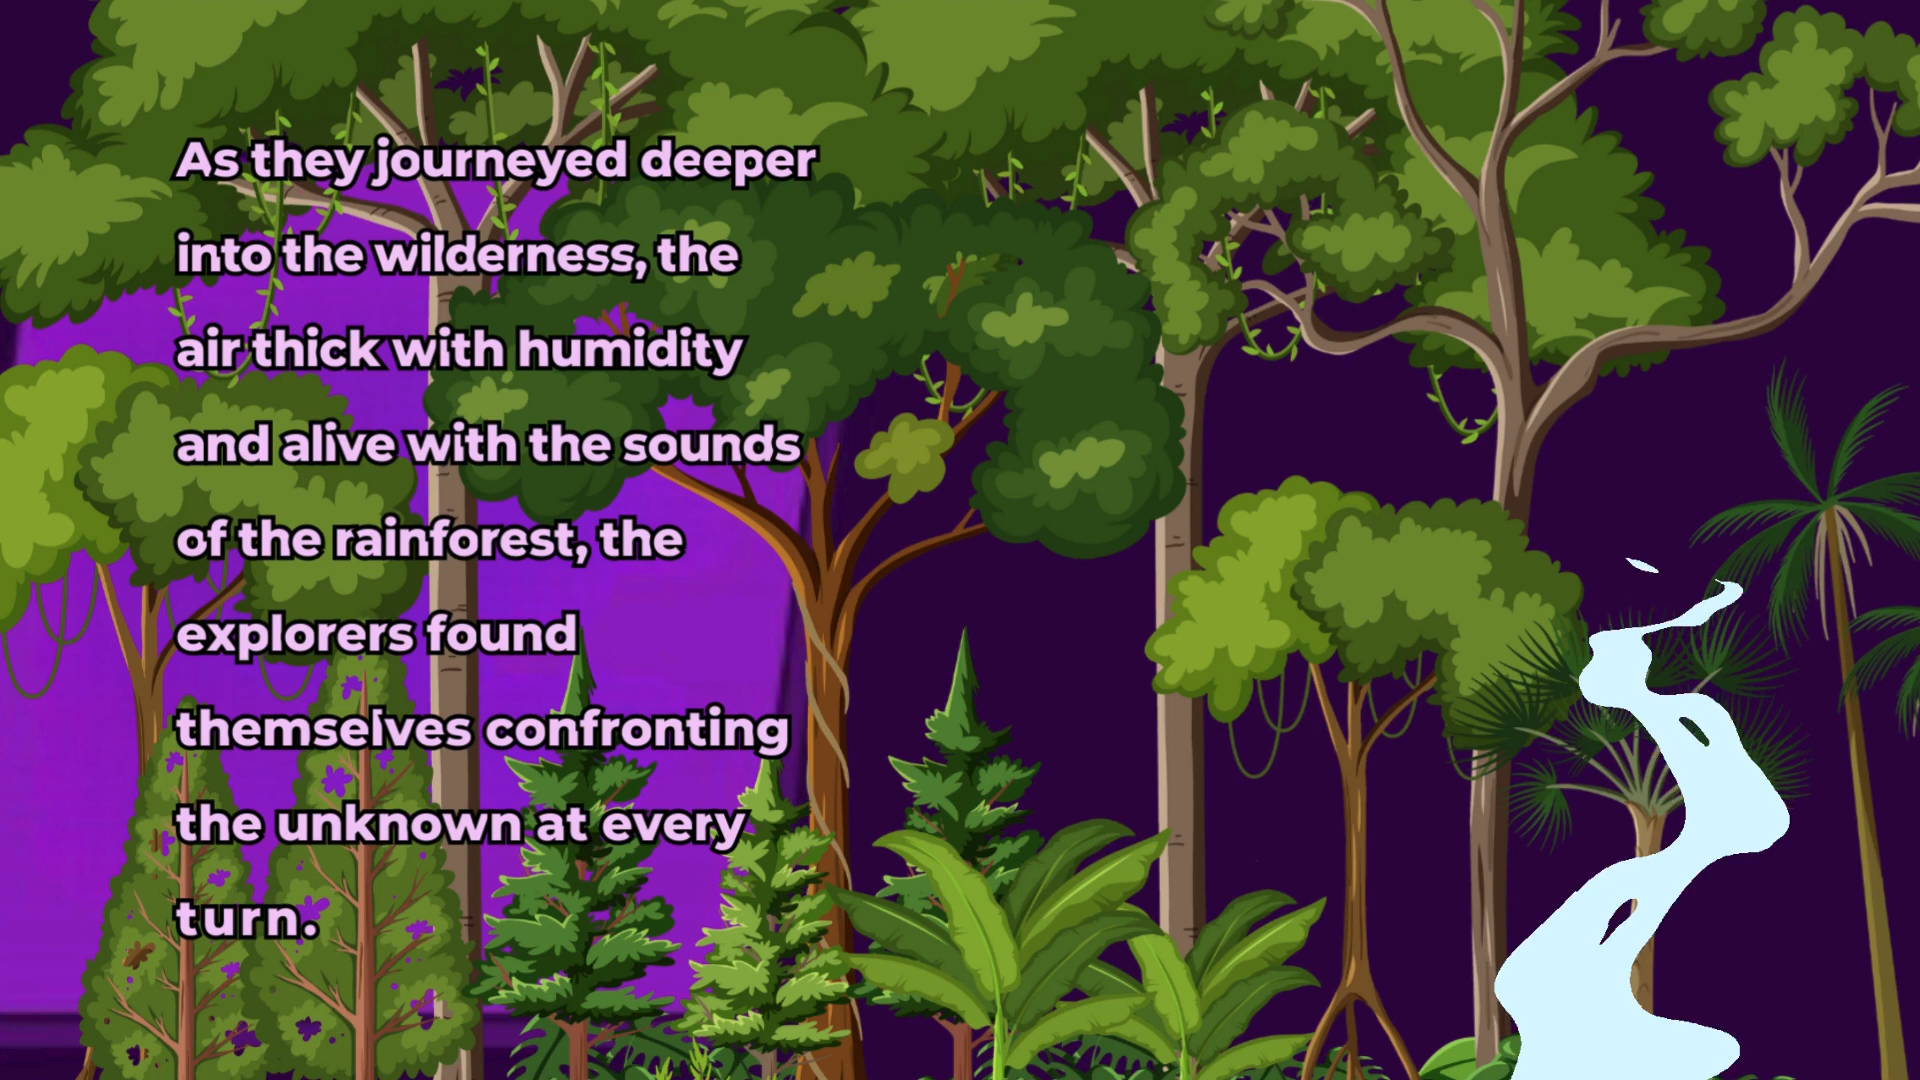 As they journeyed deeper
into the wilderness, the
air thick with humidity
and alive with the sounds
of the rainforest, the
explorers found
themselves confronting
the unknown at every
turn.